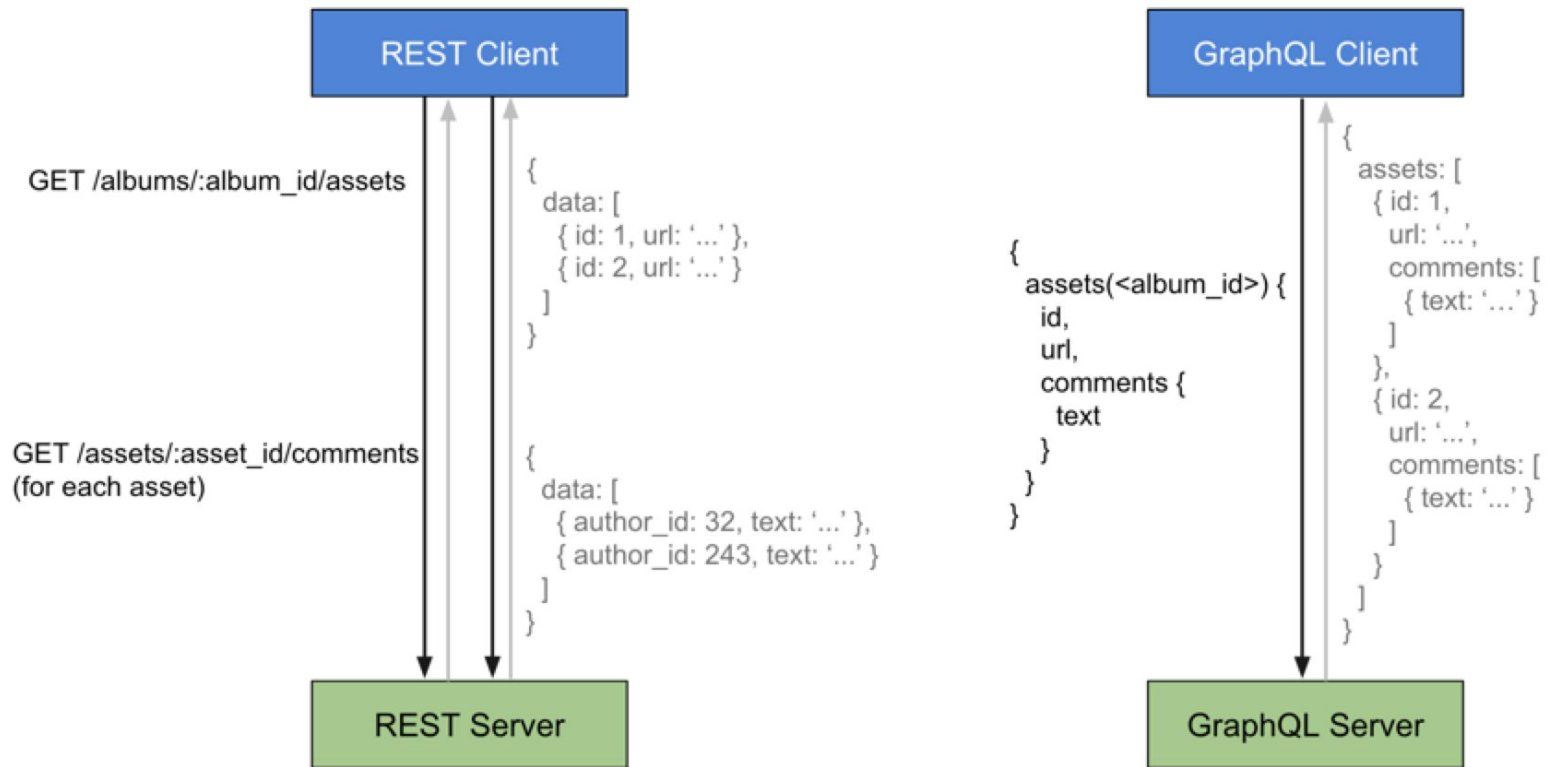 REST Client
GET /albums/:album_id/assets
{
data: [
{ id: 1, url: ‘...’ },
{ id: 2, url: ‘...’ }
]
}
GET /assets/:asset_id/comments
(for each asset)
{
data: [
{ author_id: 32, text: ‘...’ },
{ author_id: 243, text: ‘...’ }
]
}
REST Server
GraphQL Client
{
assets(<album_id>) {
id,
url,
comments {
text
}
}
}
{
assets: [
{ id: 1,
url: ‘...’,
comments: [
{ text: ‘...’ }
]
},
{ id: 2,
url: ‘...’,
comments: [
{ text: ‘...’ }
]
}
]
}
GraphQL Server